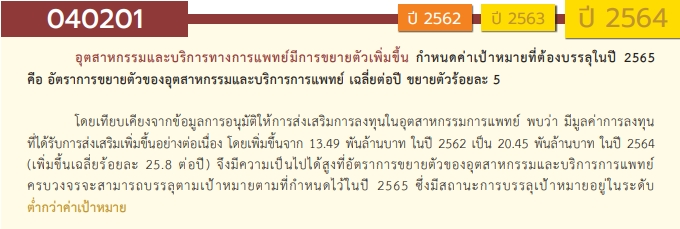 040201 ปี 2562 ปี 2563 ปี 2564
อุตสาหกรรมและบริการทางการแพทย์มีการขยายตัวเพิ่มขึ้น กำหนดค่าเป้าหมายที่ต้องบรรลุในปี 2565
คือ อัตราการขยายตัวของอุตสาหกรรมและบริการการแพทย์ เฉลี่ยต่อปี ขยายตัวร้อยละ 5
โดยเทียบเคียงจากข้อมูลการอนุมัติให้การส่งเสริมการลงทุนในอุตสาหกรรมการแพทย์ พบว่า มีมูลค่าการลงทุน
ที่ได้รับการส่งเสริมเพิ่มขึ้นอย่างต่อเนื่อง โดยเพิ่มขึ้นจาก 13.49 พันล้านบาท ในปี 2562 เป็น 20.45 พันล้านบาท ในปี 2564
(เพิ่มขึ้นเฉลี่ยร้อยละ 25.8 ต่อปี) จึงมีความเป็นไปได้สูงที่อัตราการขยายตัวของอุตสาหกรรมและบริการการแพทย์
ครบวงจรจะสามารถบรรลุตามเป้าหมายตามที่กำหนดไว้ในปี 2565 ซึ่งมีสถานะการบรรลุเป้าหมายอยู่ในระดับ
ต่ำกว่าค่าเป้าหมาย